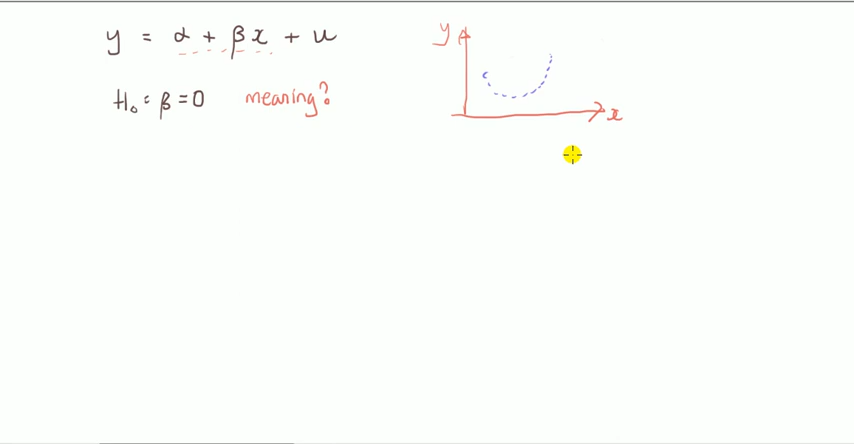 y = α + βx + u
H₀: β = 0 meaning?
y
x